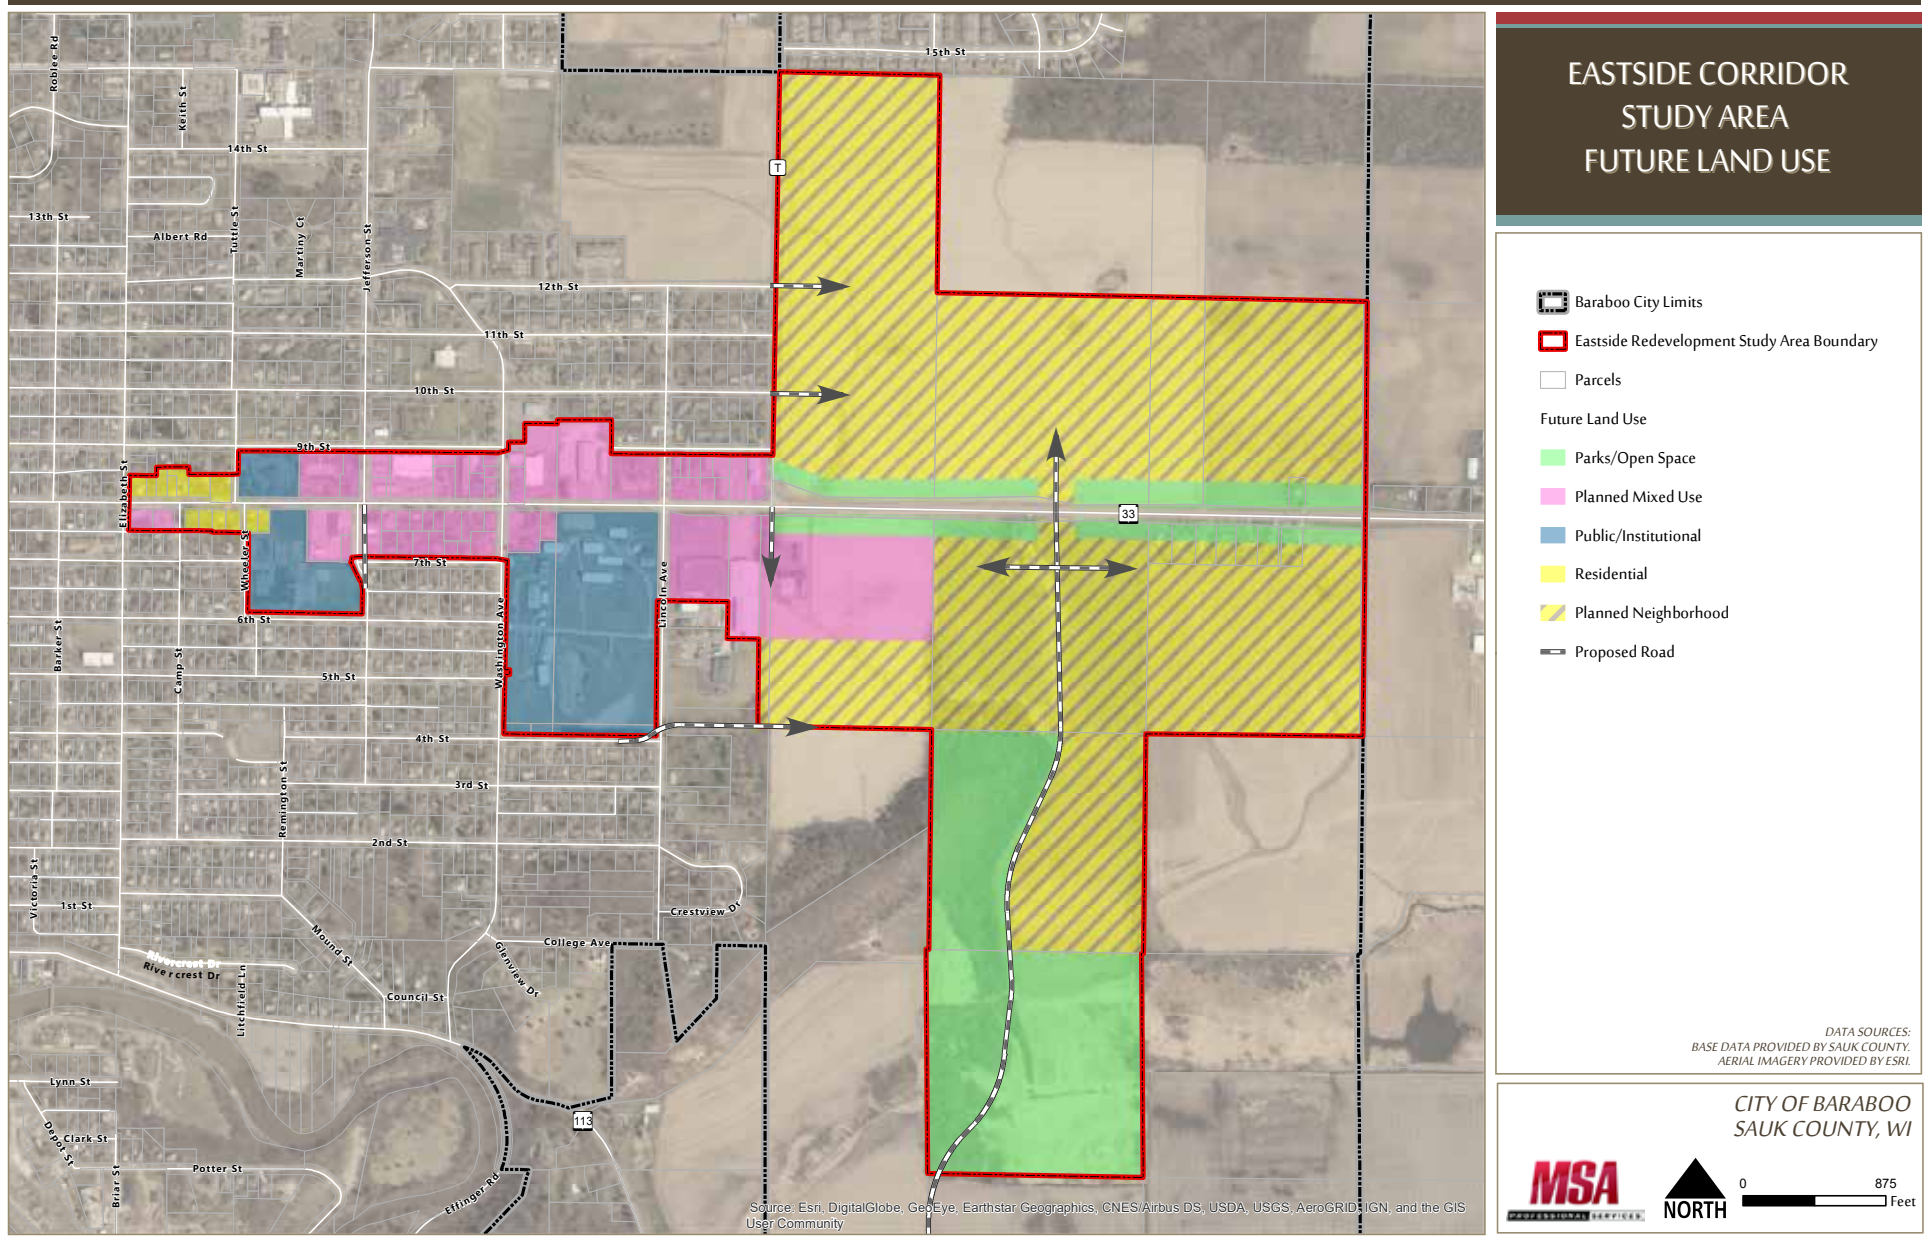 EASTSIDE CORRIDOR
STUDY AREA
FUTURE LAND USE
Baraboo City Limits
Eastside Redevelopment Study Area Boundary
Parcels
Future Land Use
Parks/Open Space
Planned Mixed Use
Public/Institutional
Residential
Planned Neighborhood
Proposed Road
DATA SOURCES:
BASE DATA PROVIDED BY SAUK COUNTY.
AERIAL IMAGERY PROVIDED BY ESRI.
CITY OF BARABOO
SAUK COUNTY, WI
MSA
PROFESSIONAL SERVICES
NORTH
0
875
Feet
Roblee Rd
Keith St
15th St
14th St
T
13th St
Albert Rd
Tuttle St
Martiny Ct
Jefferson St
12th St
11th St
10th St
9th St
Elizabeth St
33
Wheeler St
7th St
6th St
Washington Ave
Lincoln Ave
Barker St
Camp St
5th St
4th St
Remington St
3rd St
2nd St
Victoria St
1st St
Crestview Dr
Mound St
College Ave
Glenview Dr
Rivercrest Dr
Rivercrest Dr
Litchfield Ln
Council St
Lynn St
Depot St
Clark St
Briar St
Potter St
113
Effinger Rd
Source: Esri, DigitalGlobe, GeoEye, Earthstar Geographics, CNES/Airbus DS, USDA, USGS, AeroGRID, IGN, and the GIS
User Community